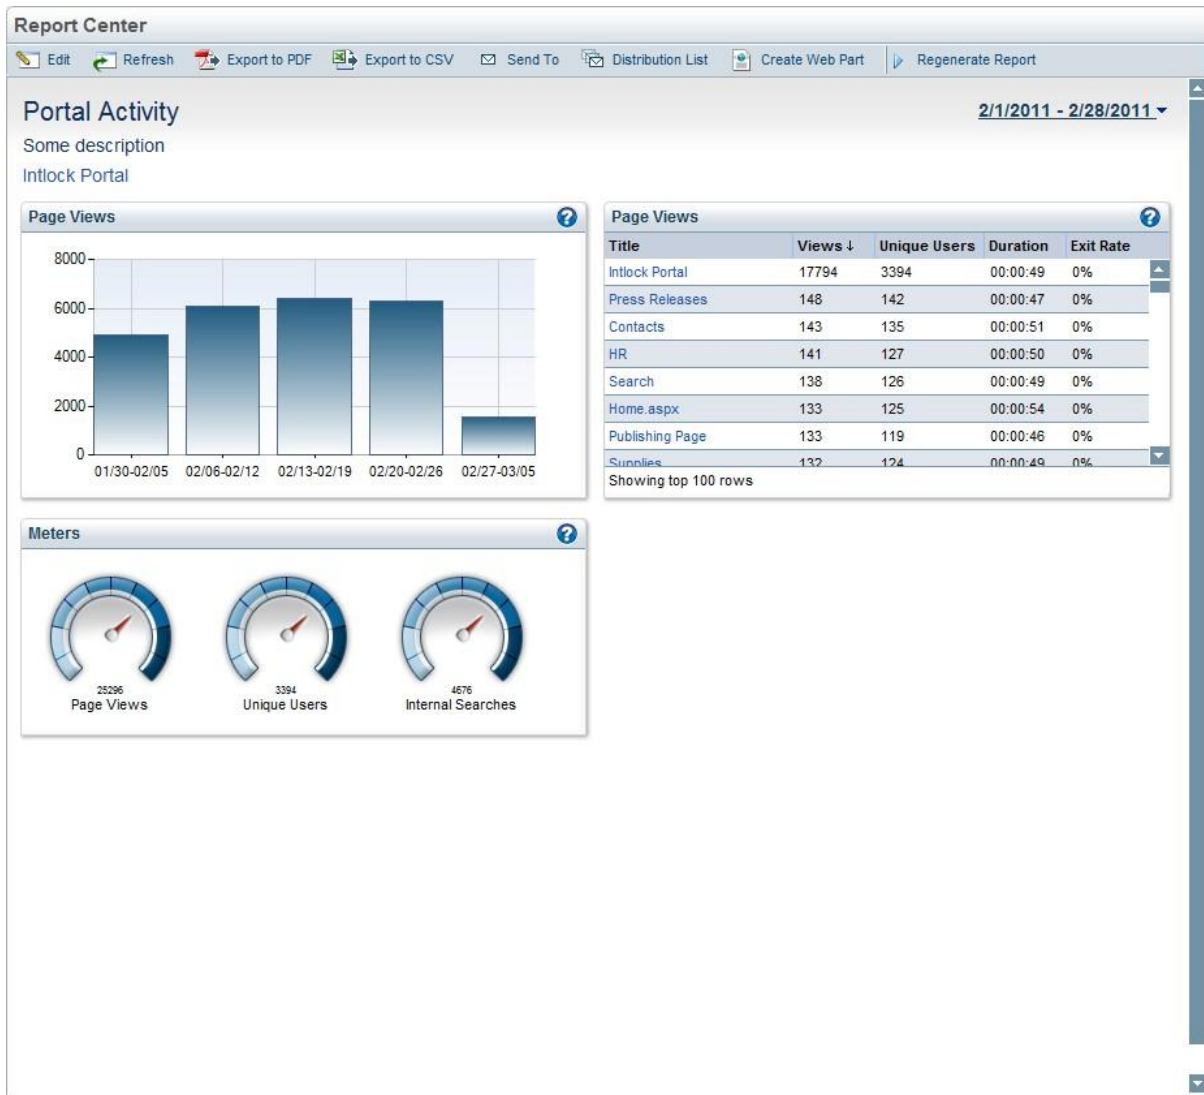 Report Center
Edit Refresh Export to PDF Export to CSV Send To Distribution List Create Web Part Regenerate Report
Portal Activity 2/1/2011 - 2/28/2011
Some description
Intlock Portal
Page Views
8000
6000
4000
2000
0
01/30-02/05 02/06-02/12 02/13-02/19 02/20-02/26 02/27-03/05
Page Views
Title Views↓ Unique Users Duration Exit Rate
Intlock Portal 17794 3394 00:00:49 0%
Press Releases 148 142 00:00:47 0%
Contacts 143 135 00:00:51 0%
HR 141 127 00:00:50 0%
Search 138 126 00:00:49 0%
Home.aspx 133 125 00:00:54 0%
Publishing Page 133 119 00:00:46 0%
Supplies 132 124 00:00:49 0%
Showing top 100 rows
Meters
25296 3394 4676
Page Views Unique Users Internal Searches